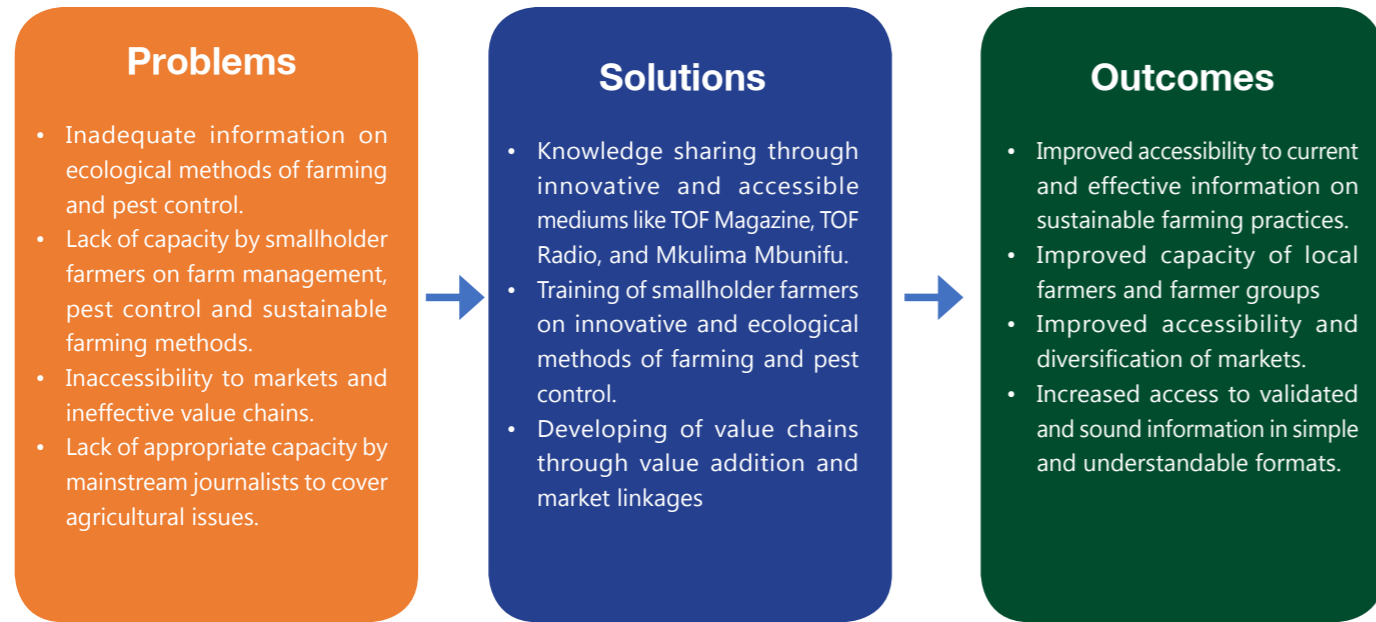 Problems
• Inadequate information on
ecological methods of farming
and pest control.
• Lack of capacity by smallholder
farmers on farm management,
pest control and sustainable
farming methods.
• Inaccessibility to markets and
ineffective value chains.
• Lack of appropriate capacity by
mainstream journalists to cover
agricultural issues.
Solutions
• Knowledge sharing through
innovative and accessible
mediums like TOF Magazine, TOF
Radio, and Mkulima Mbunifu.
• Training of smallholder farmers
on innovative and ecological
methods of farming and pest
control.
• Developing of value chains
through value addition and
market linkages
Outcomes
• Improved accessibility to current
and effective information on
sustainable farming practices.
• Improved capacity of local
farmers and farmer groups
• Improved accessibility and
diversification of markets.
• Increased access to validated
and sound information in simple
and understandable formats.